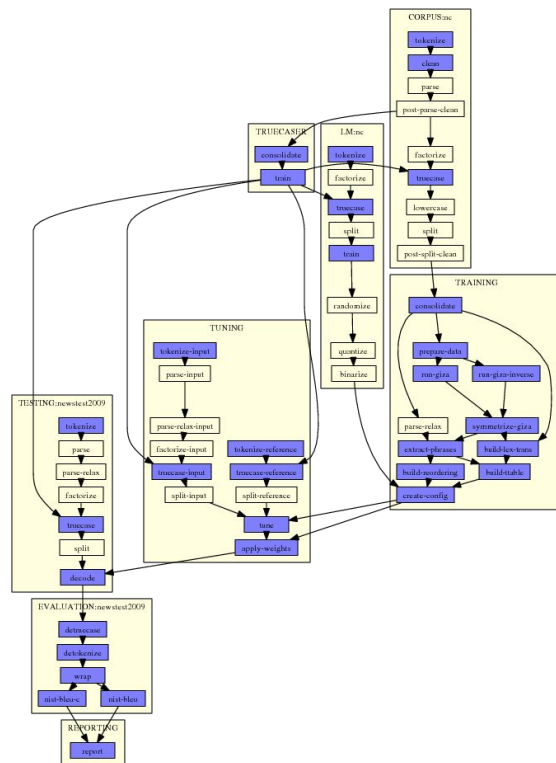 CORPUS:nc
tokenize
clean
parse
post-parse-clean
factorize
truecase
lowercase
split
post-split-clean
TRUECASER
consolidate
train
LM:nc
tokenize
factorize
truecase
split
train
randomize
quantize
binarize
TRAINING
consolidate
prepare-data
run-giza
run-giza-inverse
parse-relax
symmetrize-giza
extract-phrases
build-lex-trans
build-reordering
build-ttable
create-config
TUNING
tokenize-input
parse-input
parse-relax-input
factorize-input
tokenize-reference
truecase-input
truecase-reference
split-input
split-reference
tune
apply-weights
TESTING:newstest2009
tokenize
parse
parse-relax
factorize
truecase
split
decode
EVALUATION:newstest2009
detruecase
detokenize
wrap
nist-bleu-c
nist-bleu
REPORTING
report